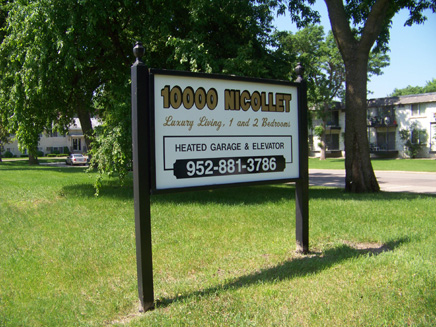 10000 NICOLLET
Luxury Living, 1 and 2 Bedrooms
HEATED GARAGE & ELEVATOR
952-881-3786